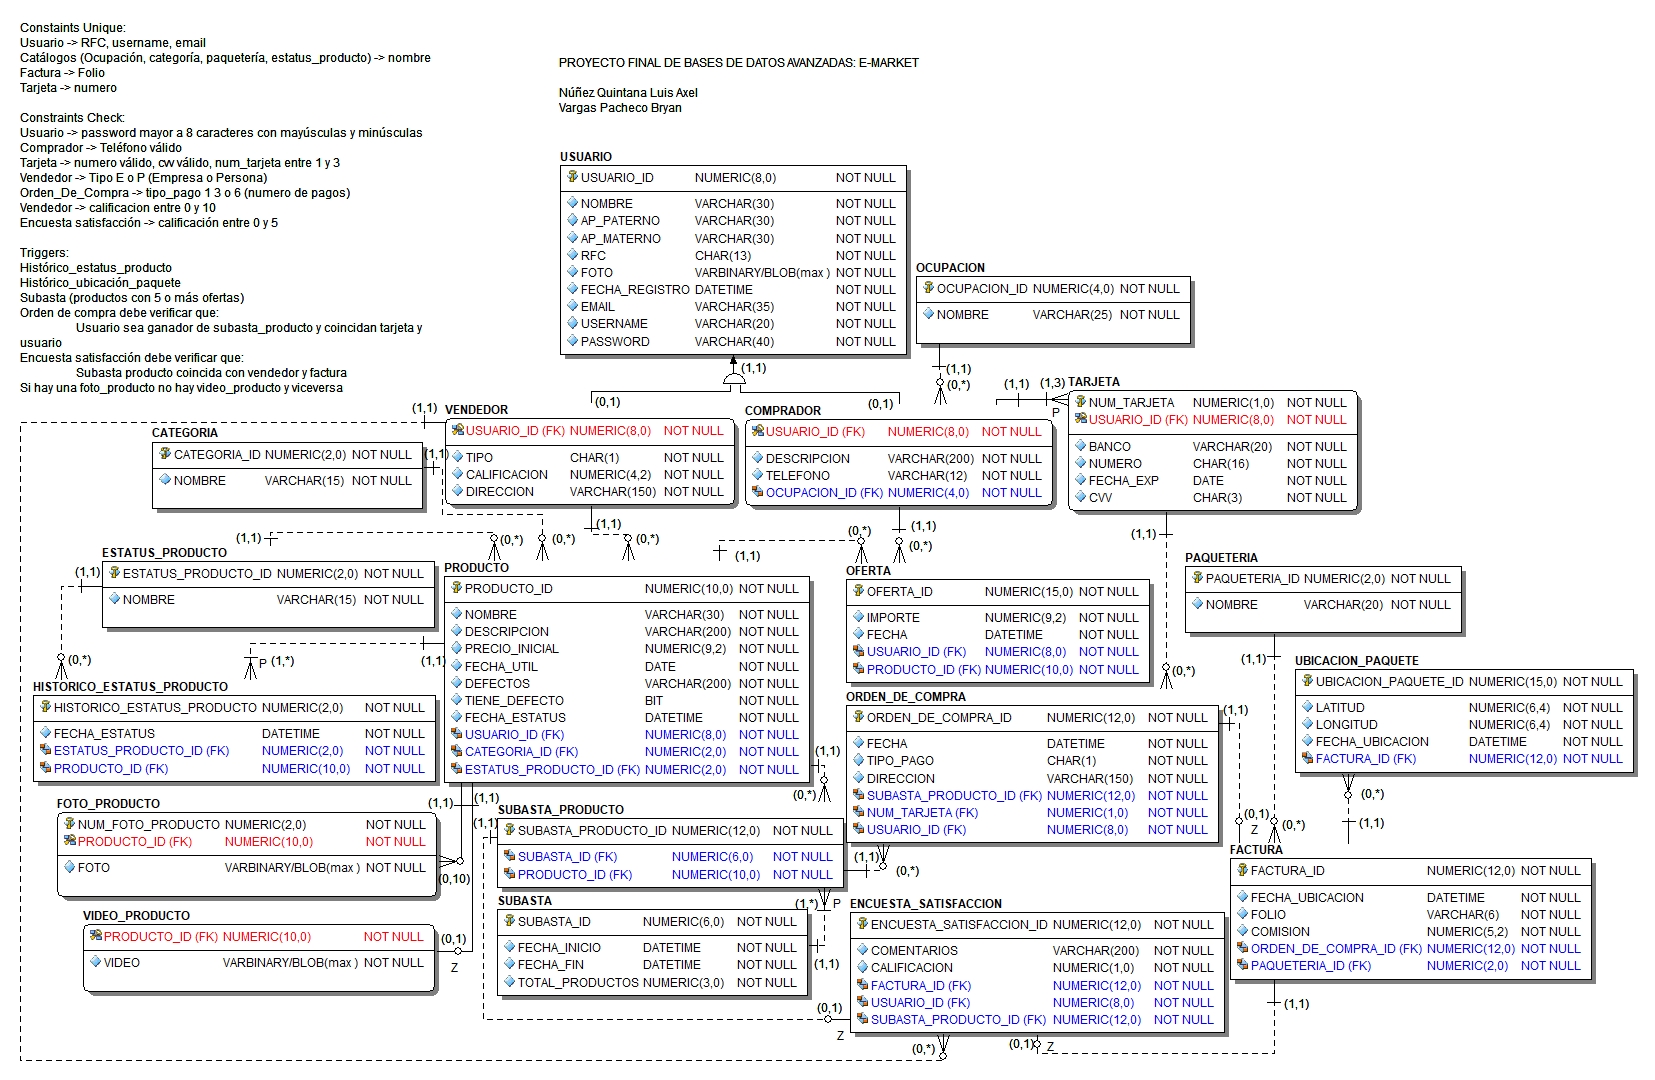 Constaints Unique:
Usuario -> RFC, username, email
Catálogos (Ocupación, categoría, paquetería, estatus_producto) -> nombre
Factura -> Folio
Tarjeta -> numero
Constraints Check:
Usuario -> password mayor a 8 caracteres con mayúsculas y minúsculas
Comprador -> Teléfono válido
Tarjeta -> numero válido, cvv válido, num_tarjeta entre 1 y 3
Vendedor -> Tipo E o P (Empresa o Persona)
Orden_De_Compra -> tipo_pago 1 3 o 6 (numero de pagos)
Vendedor -> calificacion entre 0 y 10
Encuesta satisfacción -> calificación entre 0 y 5
Triggers:
Histórico_estatus_producto
Histórico_ubicación_paquete
Subasta (productos con 5 o más ofertas)
Orden de compra debe verificar que:
Usuario sea ganador de subasta_producto y coincidan tarjeta y
usuario
Encuesta satisfacción debe verificar que:
Subasta producto coincida con vendedor y factura
Si hay una foto_producto no hay video_producto y viceversa
PROYECTO FINAL DE BASES DE DATOS AVANZADAS: E-MARKET
Núñez Quintana Luis Axel
Vargas Pacheco Bryan
USUARIO
USUARIO_ID NUMERIC(8,0) NOT NULL
NOMBRE VARCHAR(30) NOT NULL
AP_PATERNO VARCHAR(30) NOT NULL
AP_MATERNO VARCHAR(30) NOT NULL
RFC CHAR(13) NOT NULL
FOTO VARBINARY/BLOB(max ) NOT NULL
FECHA_REGISTRO DATETIME NOT NULL
EMAIL VARCHAR(35) NOT NULL
USERNAME VARCHAR(20) NOT NULL
PASSWORD VARCHAR(40) NOT NULL
(1,1)
(0,1)
(0,1)
OCUPACION
OCUPACION_ID NUMERIC(4,0) NOT NULL
NOMBRE VARCHAR(25) NOT NULL
(1,1)
(0,*)
(1,1)
(1,3)
P
TARJETA
NUM_TARJETA NUMERIC(1,0) NOT NULL
USUARIO_ID (FK) NUMERIC(8,0) NOT NULL
BANCO VARCHAR(20) NOT NULL
NUMERO CHAR(16) NOT NULL
FECHA_EXP DATE NOT NULL
CVV CHAR(3) NOT NULL
(1,1)
(0,*)
(1,1)
VENDEDOR
USUARIO_ID (FK) NUMERIC(8,0) NOT NULL
TIPO CHAR(1) NOT NULL
CALIFICACION NUMERIC(4,2) NOT NULL
DIRECCION VARCHAR(150) NOT NULL
COMPRADOR
USUARIO_ID (FK) NUMERIC(8,0) NOT NULL
DESCRIPCION VARCHAR(200) NOT NULL
TELEFONO VARCHAR(12) NOT NULL
OCUPACION_ID (FK) NUMERIC(4,0) NOT NULL
CATEGORIA
CATEGORIA_ID NUMERIC(2,0) NOT NULL
NOMBRE VARCHAR(15) NOT NULL
(1,1)
(1,1)
(0,*)
(0,*)
(1,1)
(0,*)
(1,1)
(0,*)
(1,1)
(0,*)
ESTATUS_PRODUCTO
ESTATUS_PRODUCTO_ID NUMERIC(2,0) NOT NULL
NOMBRE VARCHAR(15) NOT NULL
(1,1)
(0,*)
P (1,*)
(1,1)
PRODUCTO
PRODUCTO_ID NUMERIC(10,0) NOT NULL
NOMBRE VARCHAR(30) NOT NULL
DESCRIPCION VARCHAR(200) NOT NULL
PRECIO_INICIAL NUMERIC(9,2) NOT NULL
FECHA_UTIL DATE NOT NULL
DEFECTOS VARCHAR(200) NOT NULL
TIENE_DEFECTO BIT NOT NULL
FECHA_ESTATUS DATETIME NOT NULL
USUARIO_ID (FK) NUMERIC(8,0) NOT NULL
CATEGORIA_ID (FK) NUMERIC(2,0) NOT NULL
ESTATUS_PRODUCTO_ID (FK) NUMERIC(2,0) NOT NULL
(1,1)
(0,*)
OFERTA
OFERTA_ID NUMERIC(15,0) NOT NULL
IMPORTE NUMERIC(9,2) NOT NULL
FECHA DATETIME NOT NULL
USUARIO_ID (FK) NUMERIC(8,0) NOT NULL
PRODUCTO_ID (FK) NUMERIC(10,0) NOT NULL
PAQUETERIA
PAQUETERIA_ID NUMERIC(2,0) NOT NULL
NOMBRE VARCHAR(20) NOT NULL
(1,1)
UBICACION_PAQUETE
UBICACION_PAQUETE_ID NUMERIC(15,0) NOT NULL
LATITUD NUMERIC(6,4) NOT NULL
LONGITUD NUMERIC(6,4) NOT NULL
FECHA_UBICACION DATETIME NOT NULL
FACTURA_ID (FK) NUMERIC(12,0) NOT NULL
(0,*)
(1,1)
HISTORICO_ESTATUS_PRODUCTO
HISTORICO_ESTATUS_PRODUCTO NUMERIC(2,0) NOT NULL
FECHA_ESTATUS DATETIME NOT NULL
ESTATUS_PRODUCTO_ID (FK) NUMERIC(2,0) NOT NULL
PRODUCTO_ID (FK) NUMERIC(10,0) NOT NULL
ORDEN_DE_COMPRA
ORDEN_DE_COMPRA_ID NUMERIC(12,0) NOT NULL
FECHA DATETIME NOT NULL
TIPO_PAGO CHAR(1) NOT NULL
DIRECCION VARCHAR(150) NOT NULL
SUBASTA_PRODUCTO_ID (FK) NUMERIC(12,0) NOT NULL
NUM_TARJETA (FK) NUMERIC(1,0) NOT NULL
USUARIO_ID (FK) NUMERIC(8,0) NOT NULL
(1,1)
(0,1)
Z
(0,*)
FOTO_PRODUCTO
NUM_FOTO_PRODUCTO NUMERIC(2,0) NOT NULL
PRODUCTO_ID (FK) NUMERIC(10,0) NOT NULL
FOTO VARBINARY/BLOB(max ) NOT NULL
(1,1)
(1,1)
(0,10)
(1,1)
SUBASTA_PRODUCTO
SUBASTA_PRODUCTO_ID NUMERIC(12,0) NOT NULL
SUBASTA_ID (FK) NUMERIC(6,0) NOT NULL
PRODUCTO_ID (FK) NUMERIC(10,0) NOT NULL
(1,1)
(0,*)
(1,*)
P
(1,1)
SUBASTA
SUBASTA_ID NUMERIC(6,0) NOT NULL
FECHA_INICIO DATETIME NOT NULL
FECHA_FIN DATETIME NOT NULL
TOTAL_PRODUCTOS NUMERIC(3,0) NOT NULL
VIDEO_PRODUCTO
PRODUCTO_ID (FK) NUMERIC(10,0) NOT NULL
VIDEO VARBINARY/BLOB(max ) NOT NULL
(0,1)
Z
ENCUESTA_SATISFACCION
ENCUESTA_SATISFACCION_ID NUMERIC(12,0) NOT NULL
COMENTARIOS VARCHAR(200) NOT NULL
CALIFICACION NUMERIC(1,0) NOT NULL
FACTURA_ID (FK) NUMERIC(12,0) NOT NULL
USUARIO_ID (FK) NUMERIC(8,0) NOT NULL
SUBASTA_PRODUCTO_ID (FK) NUMERIC(12,0) NOT NULL
FACTURA
FACTURA_ID NUMERIC(12,0) NOT NULL
FECHA_UBICACION DATETIME NOT NULL
FOLIO VARCHAR(6) NOT NULL
COMISION NUMERIC(5,2) NOT NULL
ORDEN_DE_COMPRA_ID (FK) NUMERIC(12,0) NOT NULL
PAQUETERIA_ID (FK) NUMERIC(2,0) NOT NULL
(1,1)
(0,1)
Z
(0,*)
(0,1)
Z